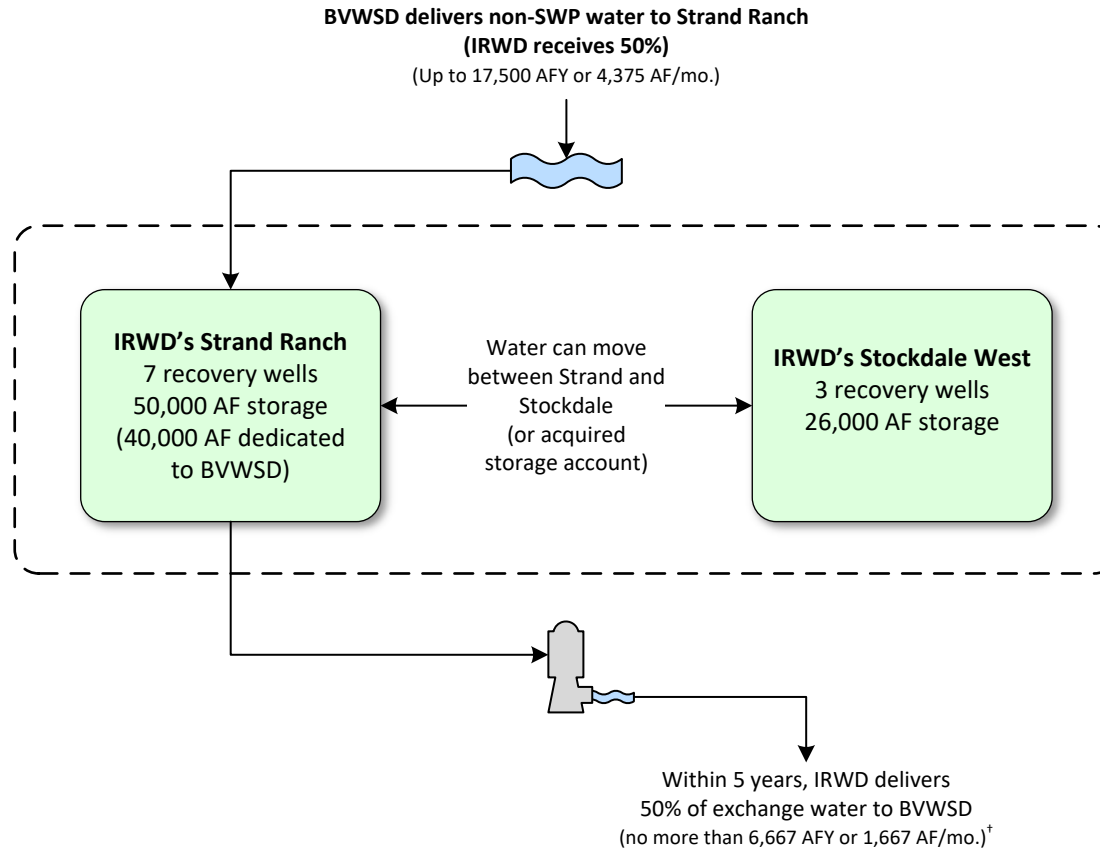 BVWSD delivers non-SWP water to Strand Ranch
(IRWD receives 50%)
(Up to 17,500 AFY or 4,375 AF/mo.)
IRWD’s Strand Ranch
7 recovery wells
50,000 AF storage
(40,000 AF dedicated
to BVWSD)
Water can move
between Strand and
Stockdale
(or acquired
storage account)
IRWD’s Stockdale West
3 recovery wells
26,000 AF storage
Within 5 years, IRWD delivers
50% of exchange water to BVWSD
(no more than 6,667 AFY or 1,667 AF/mo.)†